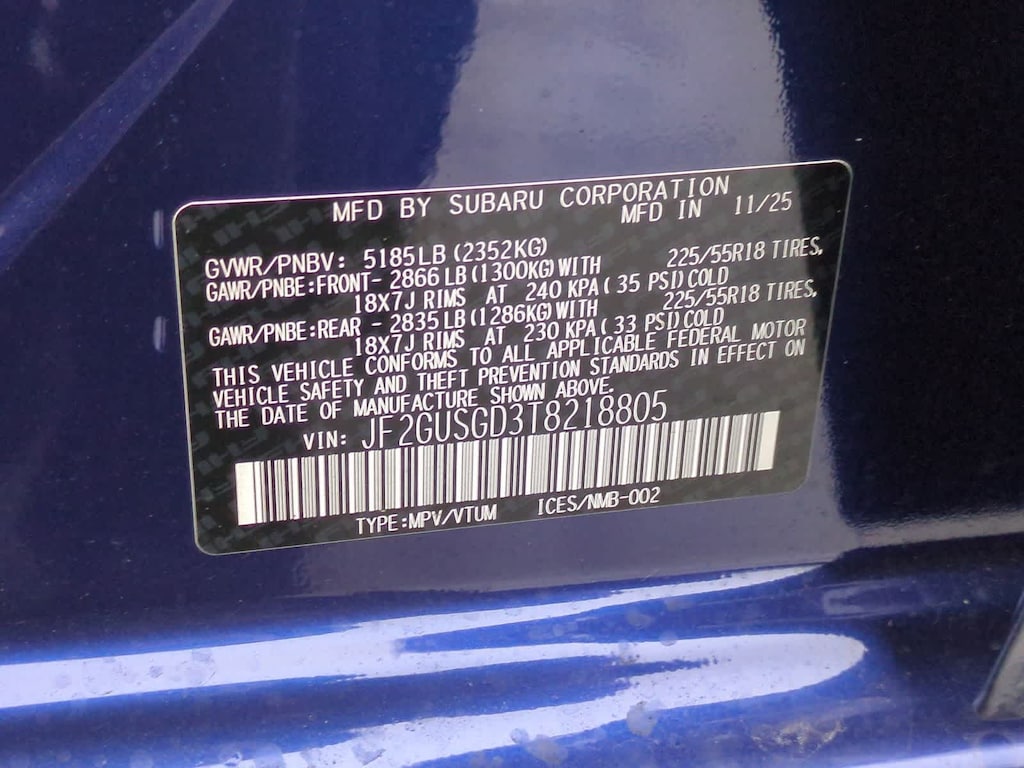 MFD BY SUBARU CORPORATION
MFD IN 11/25
GVWR/PNBV: 5185LB (2352KG)
GAWR/PNBE:FRONT- 2866 LB (1300KG) WITH 225/55R18 TIRES,
18X7J RIMS AT 240 KPA ( 35 PSI) COLD
GAWR/PNBE:REAR - 2835 LB (1286KG) WITH 225/55R18 TIRES,
18X7J RIMS AT 230 KPA ( 33 PSI) COLD
THIS VEHICLE CONFORMS TO ALL APPLICABLE FEDERAL MOTOR
VEHICLE SAFETY AND THEFT PREVENTION STANDARDS IN EFFECT ON
THE DATE OF MANUFACTURE SHOWN ABOVE.
VIN: JF2GUSGD3T8218805
TYPE:MPV/VTUM ICES/NMB-002